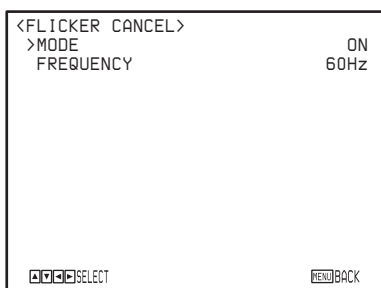 <FLICKER CANCEL>
>MODE ON
FREQUENCY 60Hz
▲▼◀▶SELECT MENU BACK